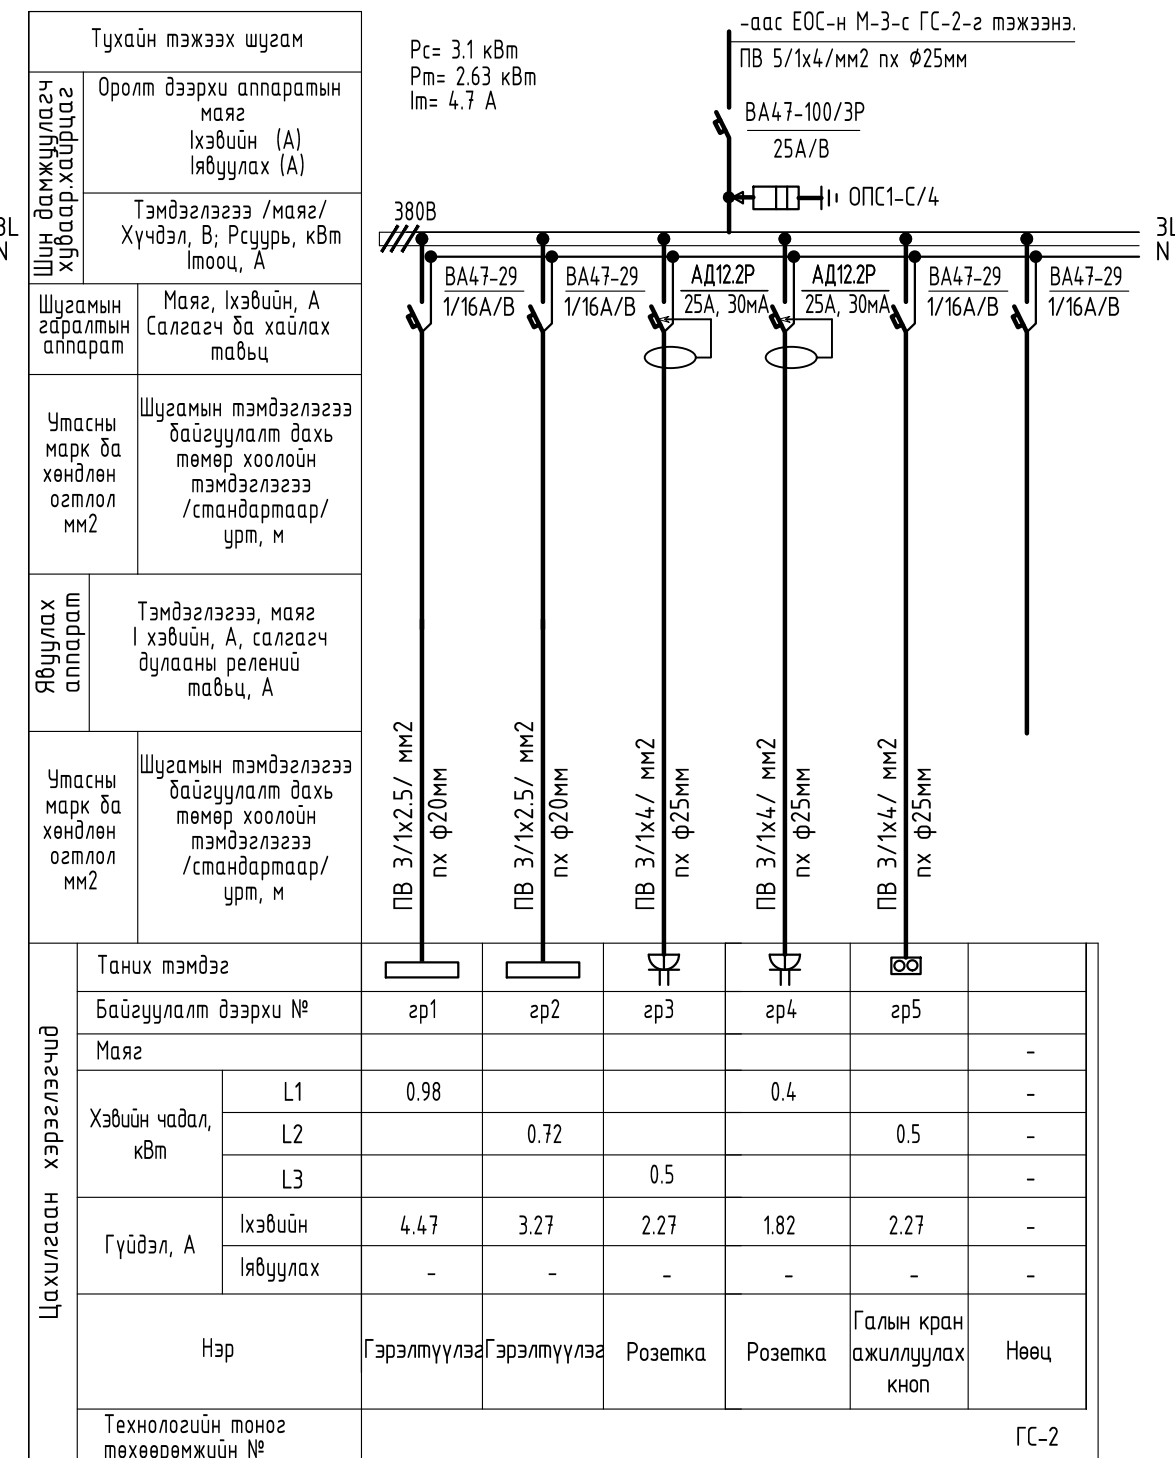 Тухайн тэжээх шугам
Шин дамжуулагч
хуваар.хайрцаг
Оролт дээрхи аппаратын
маяг
Iхэвийн (А)
Iявуулах (А)
Тэмдэглэгээ /маяг/
Хүчдэл, В; Рсуурь, кВт
Iтооц, А
Шугамын
гаралтын
аппарат
Маяг, Iхэвийн, А
Салгагч ба хайлах
тавьц
Утасны
марк ба
хөндлөн
огтлол
мм2
Шугамын тэмдэглэгээ
байгуулалт дахь
төмөр хоолойн
тэмдэглэгээ
/стандартаар/
урт, м
Явуулах
аппарат
Тэмдэглэгээ, маяг
I хэвийн, А, салгагч
дулааны релений
тавьц, А
Утасны
марк ба
хөндлөн
огтлол
мм2
Шугамын тэмдэглэгээ
байгуулалт дахь
төмөр хоолойн
тэмдэглэгээ
/стандартаар/
урт, м
Рс= 3.1 кВт
Рт= 2.63 кВт
Iт= 4.7 А
-аас ЕОС-н М-3-с ГС-2-г тэжээнэ.
ПВ 5/1х4/мм2 пх Ф25мм
ВА47-100/3Р
25А/В
ОПС1-С/4
380В
3L
N
3L
N
ВА47-29
1/16А/В
ВА47-29
1/16А/В
АД12.2Р
25А, 30мА
АД12.2Р
25А, 30мА
ВА47-29
1/16А/В
ВА47-29
1/16А/В
ПВ 3/1х2.5/ мм2
пх ф20мм
ПВ 3/1х2.5/ мм2
пх ф20мм
ПВ 3/1х4/ мм2
пх ф25мм
ПВ 3/1х4/ мм2
пх ф25мм
ПВ 3/1х4/ мм2
пх ф25мм
Цахилгаан хэрэглэгчид
Таних тэмдэг
Байгуулалт дээрхи № гр1 гр2 гр3 гр4 гр5
Маяг -
Хэвийн чадал,
кВт
L1 0.98 0.4 -
L2 0.72 0.5 -
L3 0.5 -
Гүйдэл, А
Iхэвийн 4.47 3.27 2.27 1.82 2.27 -
Iявуулах - - - - - -
Нэр Гэрэлтүүлэг Гэрэлтүүлэг Розетка Розетка
Галын кран
ажиллуулах
кноп
Нөөц
Технологийн тоног
төхөөрөмжийн №
ГС-2